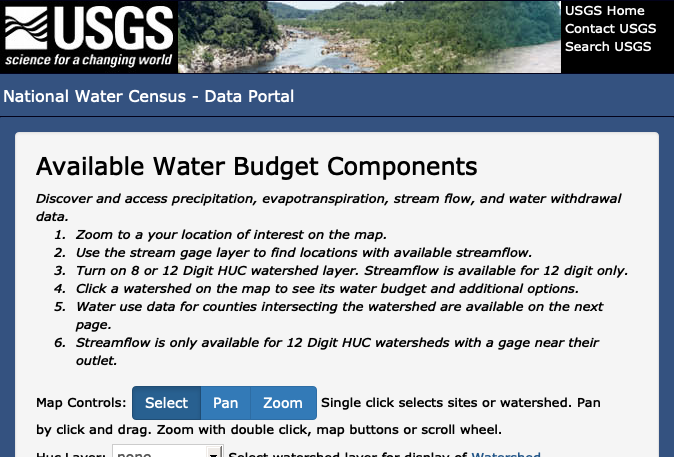 USGS
science for a changing world
USGS Home
Contact USGS
Search USGS
National Water Census - Data Portal
Available Water Budget Components
Discover and access precipitation, evapotranspiration, stream flow, and water withdrawal
data.
1. Zoom to a your location of interest on the map.
2. Use the stream gage layer to find locations with available streamflow.
3. Turn on 8 or 12 Digit HUC watershed layer. Streamflow is available for 12 digit only.
4. Click a watershed on the map to see its water budget and additional options.
5. Water use data for counties intersecting the watershed are available on the next
page.
6. Streamflow is only available for 12 Digit HUC watersheds with a gage near their
outlet.
Map Controls: Select Pan Zoom Single click selects sites or watershed. Pan
by click and drag. Zoom with double click, map buttons or scroll wheel.
Huc Layer: none Select watershed layer for display of Watershed